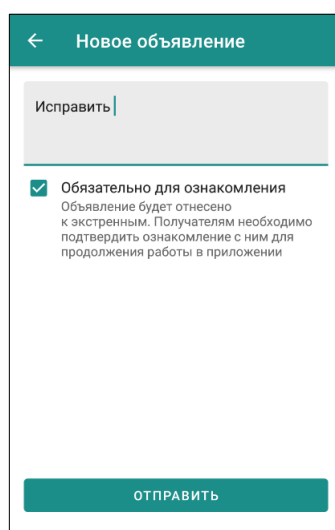 Новое объявление
Исправить
Обязательно для ознакомления
Объявление будет отнесено
к экстренным. Получателям необходимо
подтвердить ознакомление с ним для
продолжения работы в приложении
ОТПРАВИТЬ